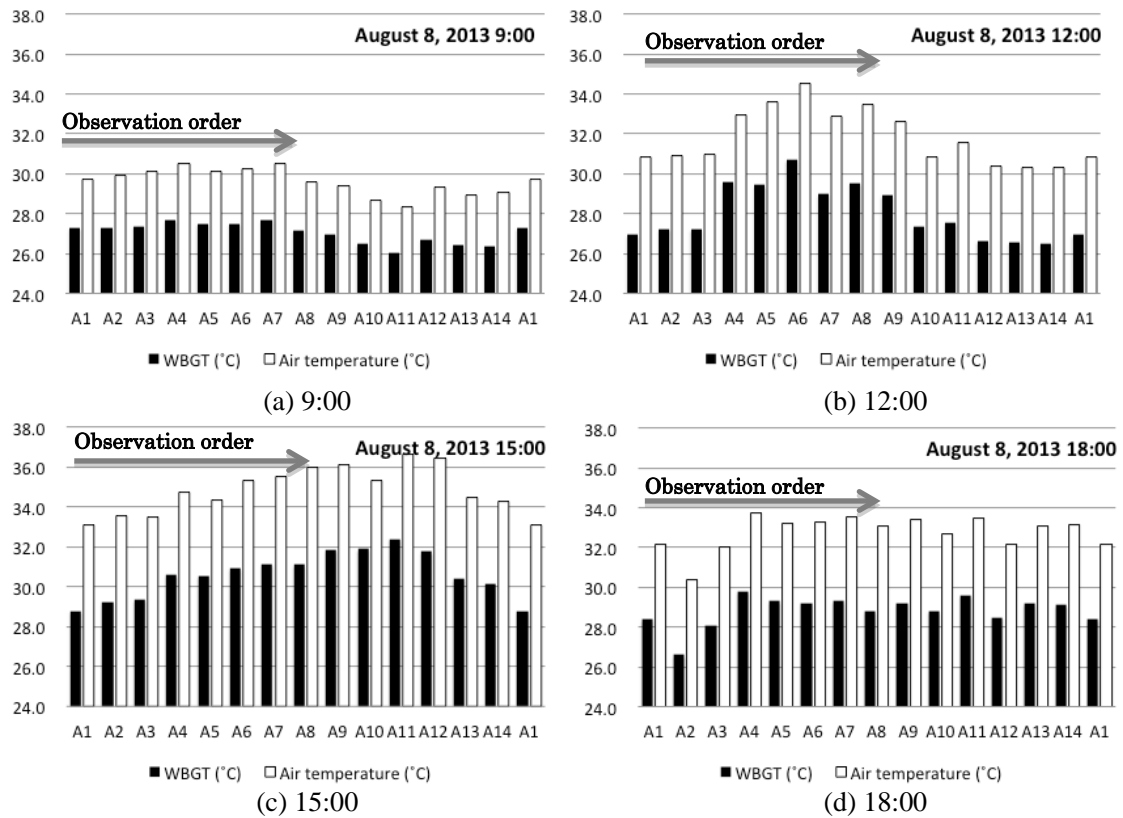 38.0
36.0
34.0
32.0
30.0
28.0
26.0
24.0
August 8, 2013 9:00
Observation order
A1 A2 A3 A4 A5 A6 A7 A8 A9 A10 A11 A12 A13 A14 A1
WBGT (˚C) Air temperature (˚C)
(a) 9:00
38.0
36.0
34.0
32.0
30.0
28.0
26.0
24.0
August 8, 2013 12:00
Observation order
A1 A2 A3 A4 A5 A6 A7 A8 A9 A10 A11 A12 A13 A14 A1
WBGT (˚C) Air temperature (˚C)
(b) 12:00
38.0
36.0
34.0
32.0
30.0
28.0
26.0
24.0
August 8, 2013 15:00
Observation order
A1 A2 A3 A4 A5 A6 A7 A8 A9 A10 A11 A12 A13 A14 A1
WBGT (˚C) Air temperature (˚C)
(c) 15:00
38.0
36.0
34.0
32.0
30.0
28.0
26.0
24.0
August 8, 2013 18:00
Observation order
A1 A2 A3 A4 A5 A6 A7 A8 A9 A10 A11 A12 A13 A14 A1
WBGT (˚C) Air temperature (˚C)
(d) 18:00